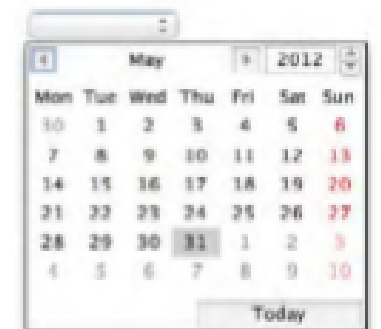 May 2012
Mon Tue Wed Thu Fri Sat Sun
30 1 2 3 4 5 6
7 8 9 10 11 12 13
14 15 16 17 18 19 20
21 22 23 24 25 26 27
28 29 30 31 1 2 3
4 5 6 7 8 9 10
Today